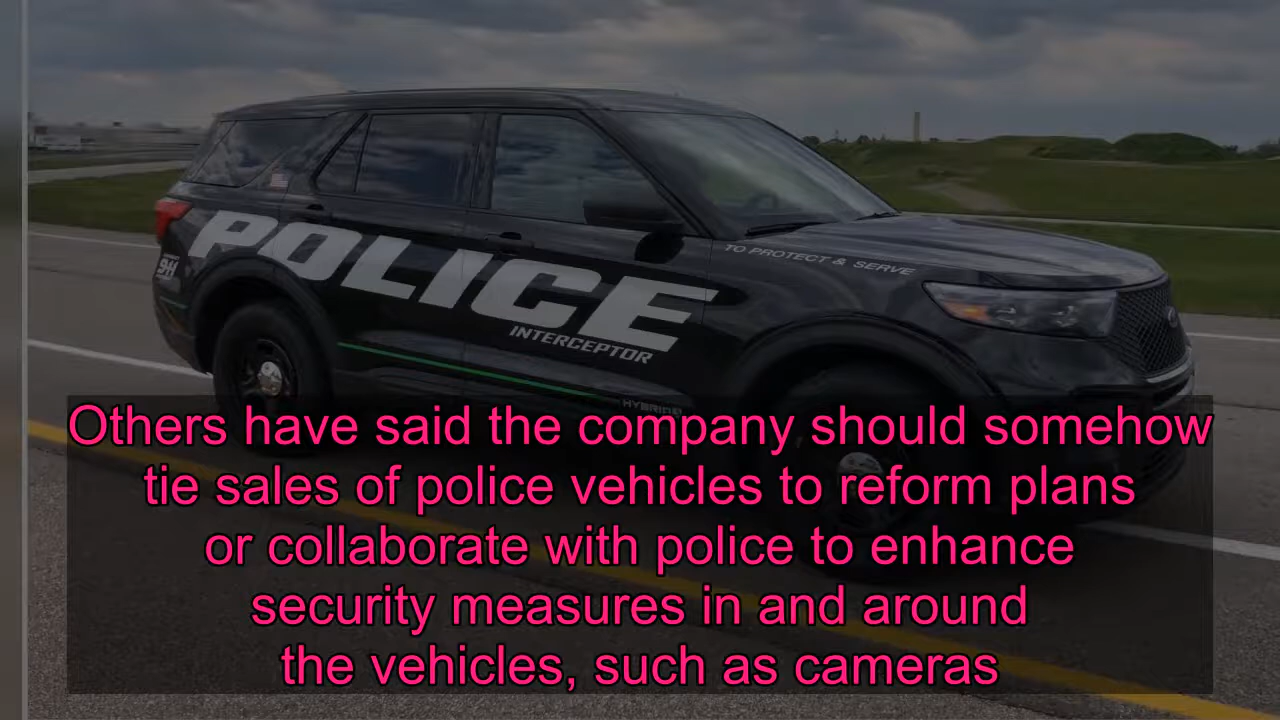 POLICE
INTERCEPTOR
TO PROTECT & SERVE
HYBRID
Others have said the company should somehow
tie sales of police vehicles to reform plans
or collaborate with police to enhance
security measures in and around
the vehicles, such as cameras